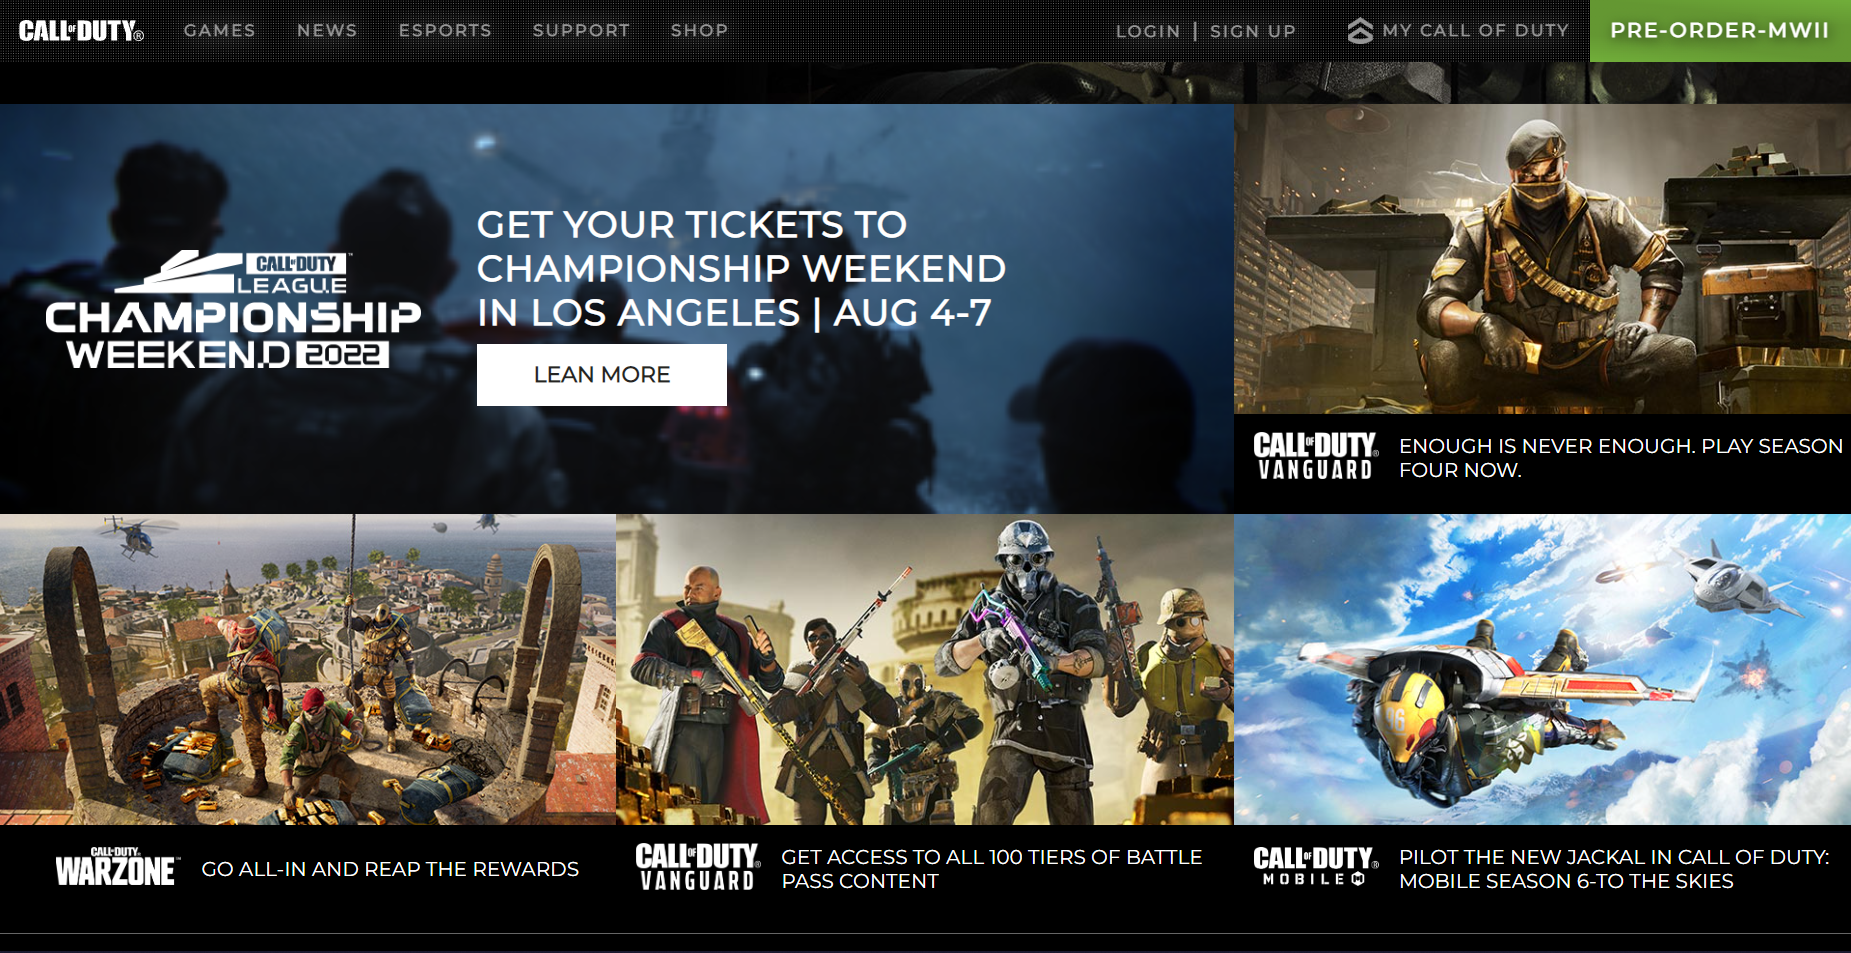 CALL OF DUTY® GAMES NEWS ESPORTS SUPPORT SHOP LOGIN | SIGN UP MY CALL OF DUTY PRE-ORDER-MWII
CALL OF DUTY™
LEAGUE
CHAMPIONSHIP
WEEKEN.D 2022
GET YOUR TICKETS TO
CHAMPIONSHIP WEEKEND
IN LOS ANGELES | AUG 4-7
LEAN MORE
CALL OF DUTY®
VANGUARD
ENOUGH IS NEVER ENOUGH. PLAY SEASON
FOUR NOW.
CALL OF DUTY
WARZONE™
GO ALL-IN AND REAP THE REWARDS
CALL OF DUTY®
VANGUARD
GET ACCESS TO ALL 100 TIERS OF BATTLE
PASS CONTENT
96
CALL OF DUTY®
MOBILE
PILOT THE NEW JACKAL IN CALL OF DUTY:
MOBILE SEASON 6-TO THE SKIES